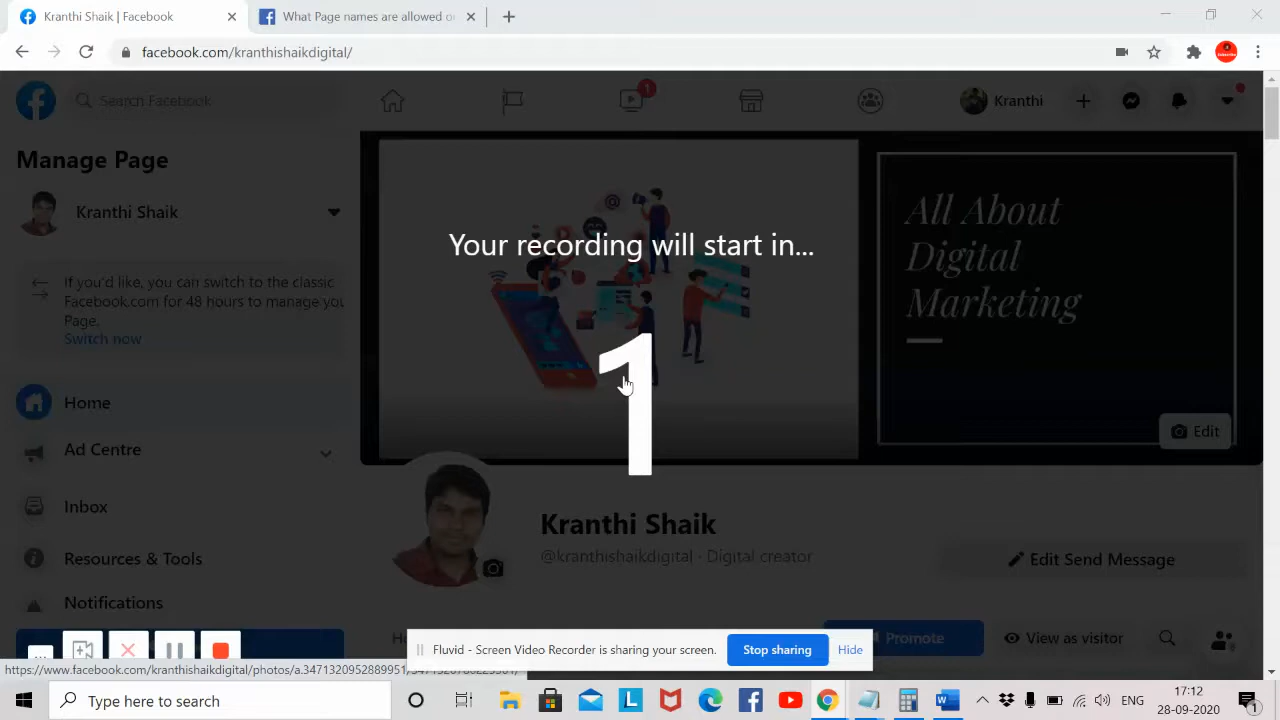 Kranthi Shaik | Facebook
What Page names are allowed o
facebook.com/kranthishaikdigital/
Search Facebook
1
Kranthi
Manage Page
Kranthi Shaik
If you'd like, you can switch to the classic
Facebook.com for 48 hours to manage your
Page.
Switch now
Home
Ad Centre
Inbox
Resources & Tools
Notifications
All About
Digital
Marketing
Your recording will start in...
1
Edit
Kranthi Shaik
@kranthishaikdigital · Digital creator
Edit Send Message
Promote
View as visitor
Fluvid - Screen Video Recorder is sharing your screen.
Stop sharing
Hide
Type here to search
ENG
17:12
28-09-2020